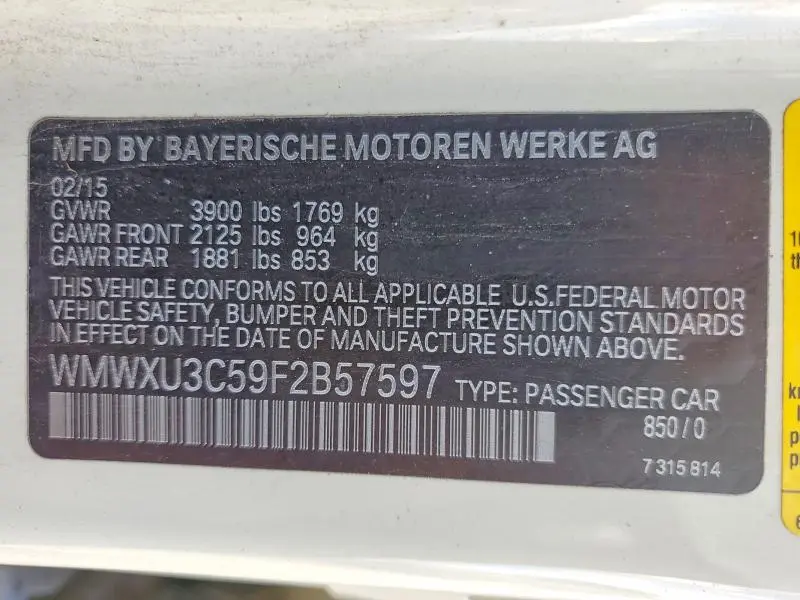 MFD BY BAYERISCHE MOTOREN WERKE AG
02/15
GVWR 3900 lbs 1769 kg
GAWR FRONT 2125 lbs 964 kg
GAWR REAR 1881 lbs 853 kg
THIS VEHICLE CONFORMS TO ALL APPLICABLE U.S.FEDERAL MOTOR
VEHICLE SAFETY, BUMPER AND THEFT PREVENTION STANDARDS
IN EFFECT ON THE DATE OF MANUFACTURE SHOWN ABOVE.
WMWXU3C59F2B57597 TYPE: PASSENGER CAR
850/0
7 315 814